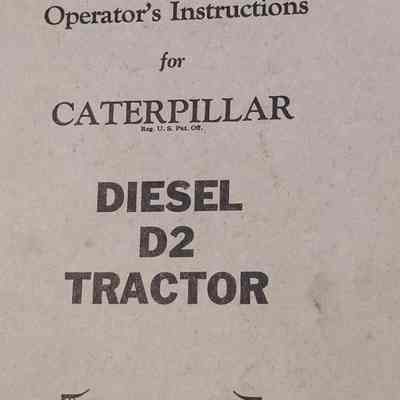 Operator's Instructions
for
CATERPILLAR
Reg. U. S. Pat. Off.
DIESEL
D2
TRACTOR